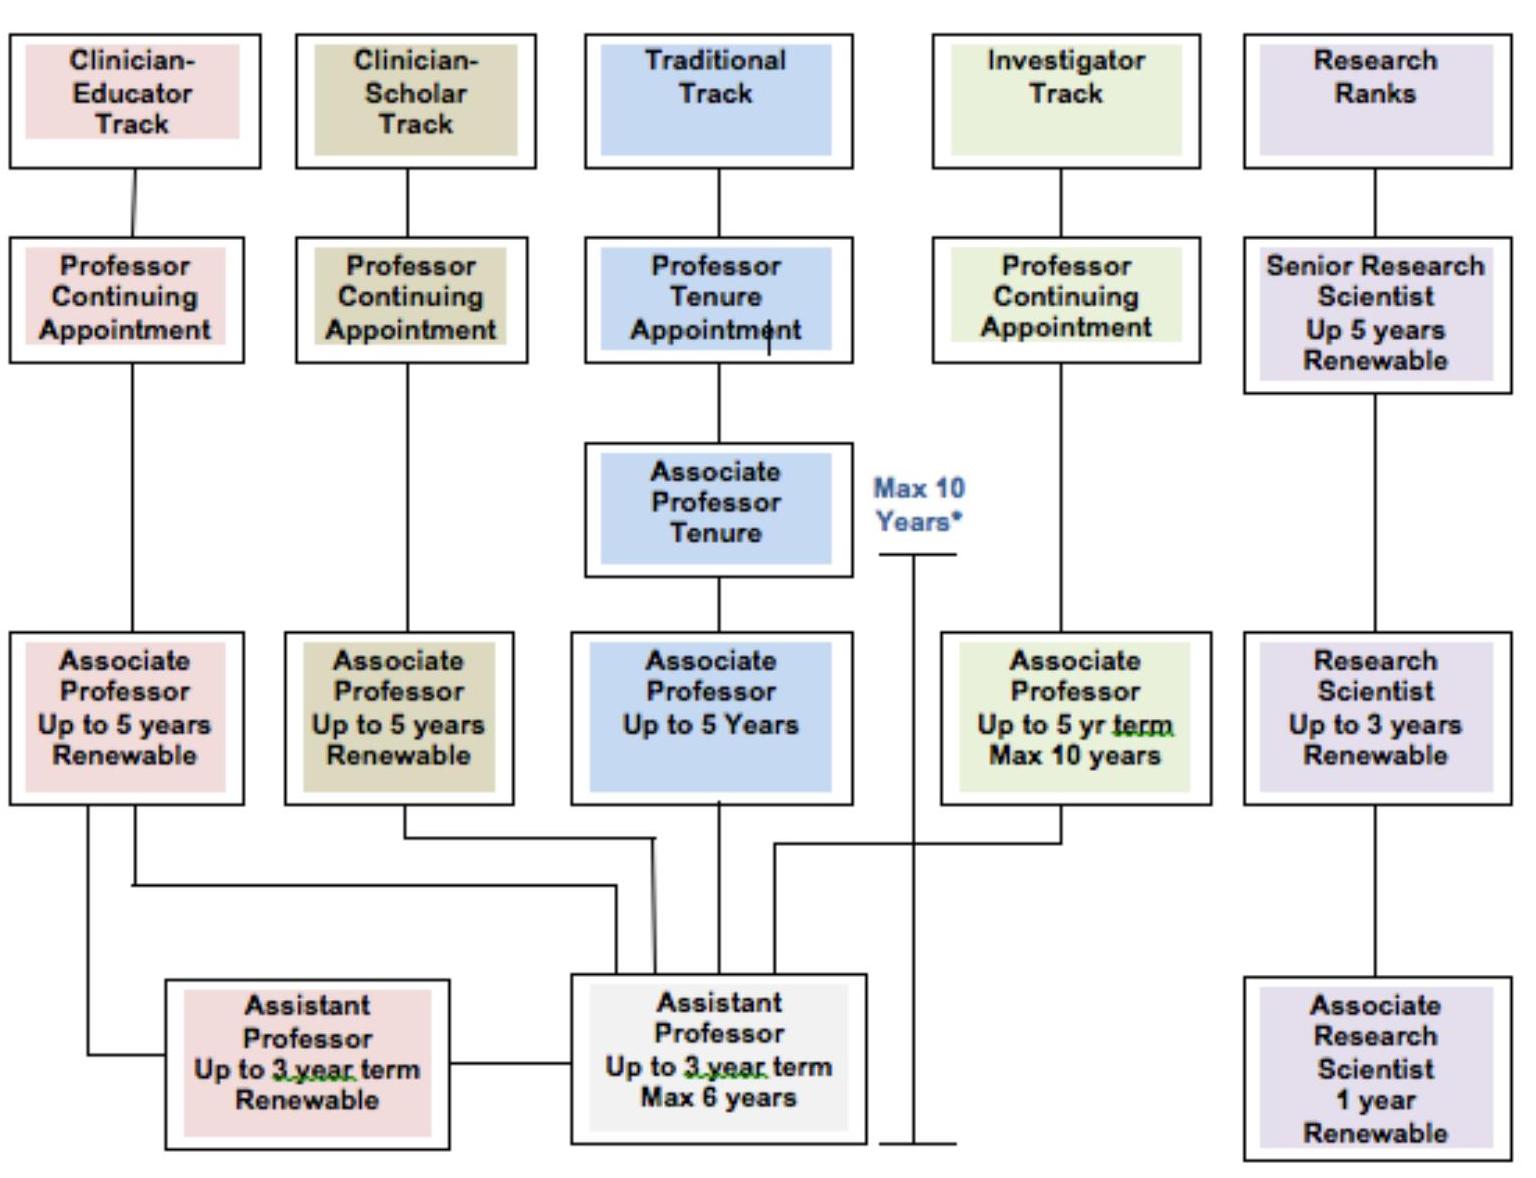 Clinician-
Educator
Track
Clinician-
Scholar
Track
Traditional
Track
Investigator
Track
Research
Ranks
Professor
Continuing
Appointment
Professor
Continuing
Appointment
Professor
Tenure
Appointment
Professor
Continuing
Appointment
Senior Research
Scientist
Up 5 years
Renewable
Associate
Professor
Tenure
Max 10
Years*
Associate
Professor
Up to 5 years
Renewable
Associate
Professor
Up to 5 years
Renewable
Associate
Professor
Up to 5 Years
Associate
Professor
Up to 5 yr term
Max 10 years
Research
Scientist
Up to 3 years
Renewable
Assistant
Professor
Up to 3 year term
Renewable
Assistant
Professor
Up to 3 year term
Max 6 years
Associate
Research
Scientist
1 year
Renewable